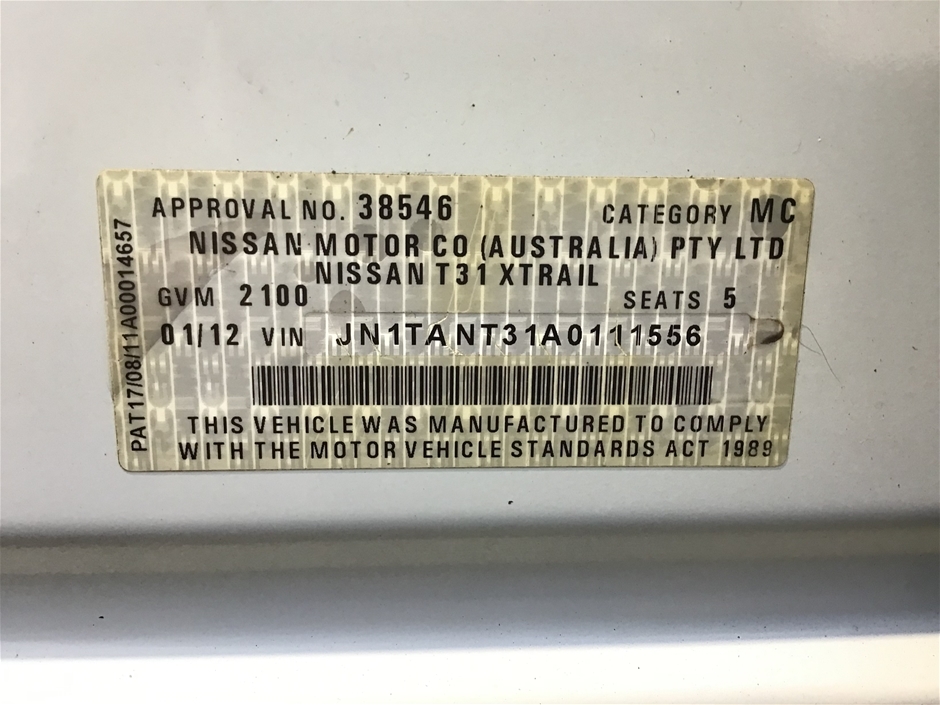 APPROVAL NO. 38546 CATEGORY MC
NISSAN MOTOR CO (AUSTRALIA) PTY LTD
NISSAN T31 XTRAIL
GVM 2100 SEATS 5
01/12 VIN JN1TANT31A0111556
THIS VEHICLE WAS MANUFACTURED TO COMPLY
WITH THE MOTOR VEHICLE STANDARDS ACT 1989
PAT17/08/11A00014657